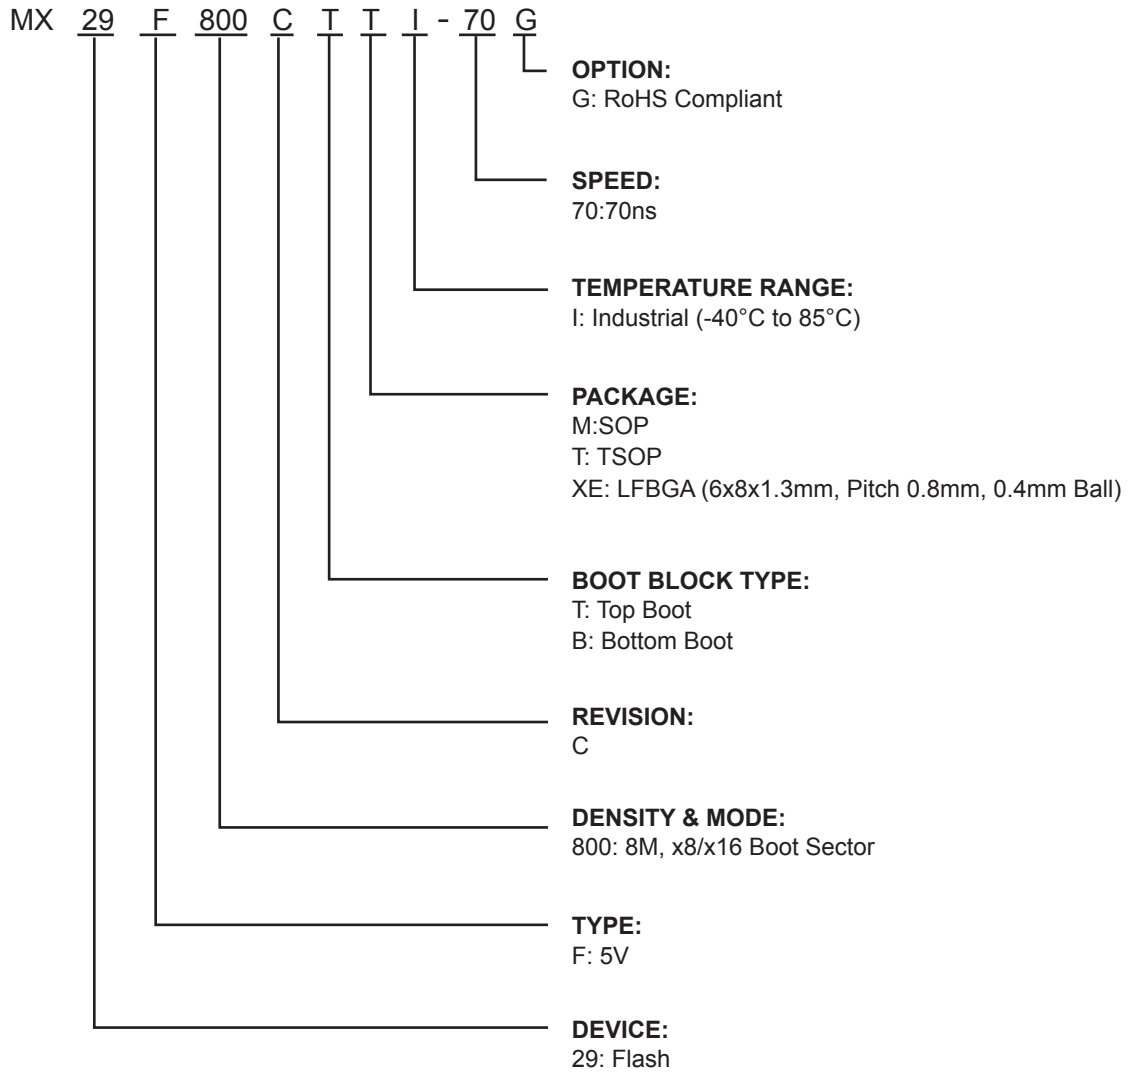 MX 29 F 800 C T T I - 70 G
OPTION:
G: RoHS Compliant
SPEED:
70:70ns
TEMPERATURE RANGE:
I: Industrial (-40°C to 85°C)
PACKAGE:
M:SOP
T: TSOP
XE: LFBGA (6x8x1.3mm, Pitch 0.8mm, 0.4mm Ball)
BOOT BLOCK TYPE:
T: Top Boot
B: Bottom Boot
REVISION:
C
DENSITY & MODE:
800: 8M, x8/x16 Boot Sector
TYPE:
F: 5V
DEVICE:
29: Flash